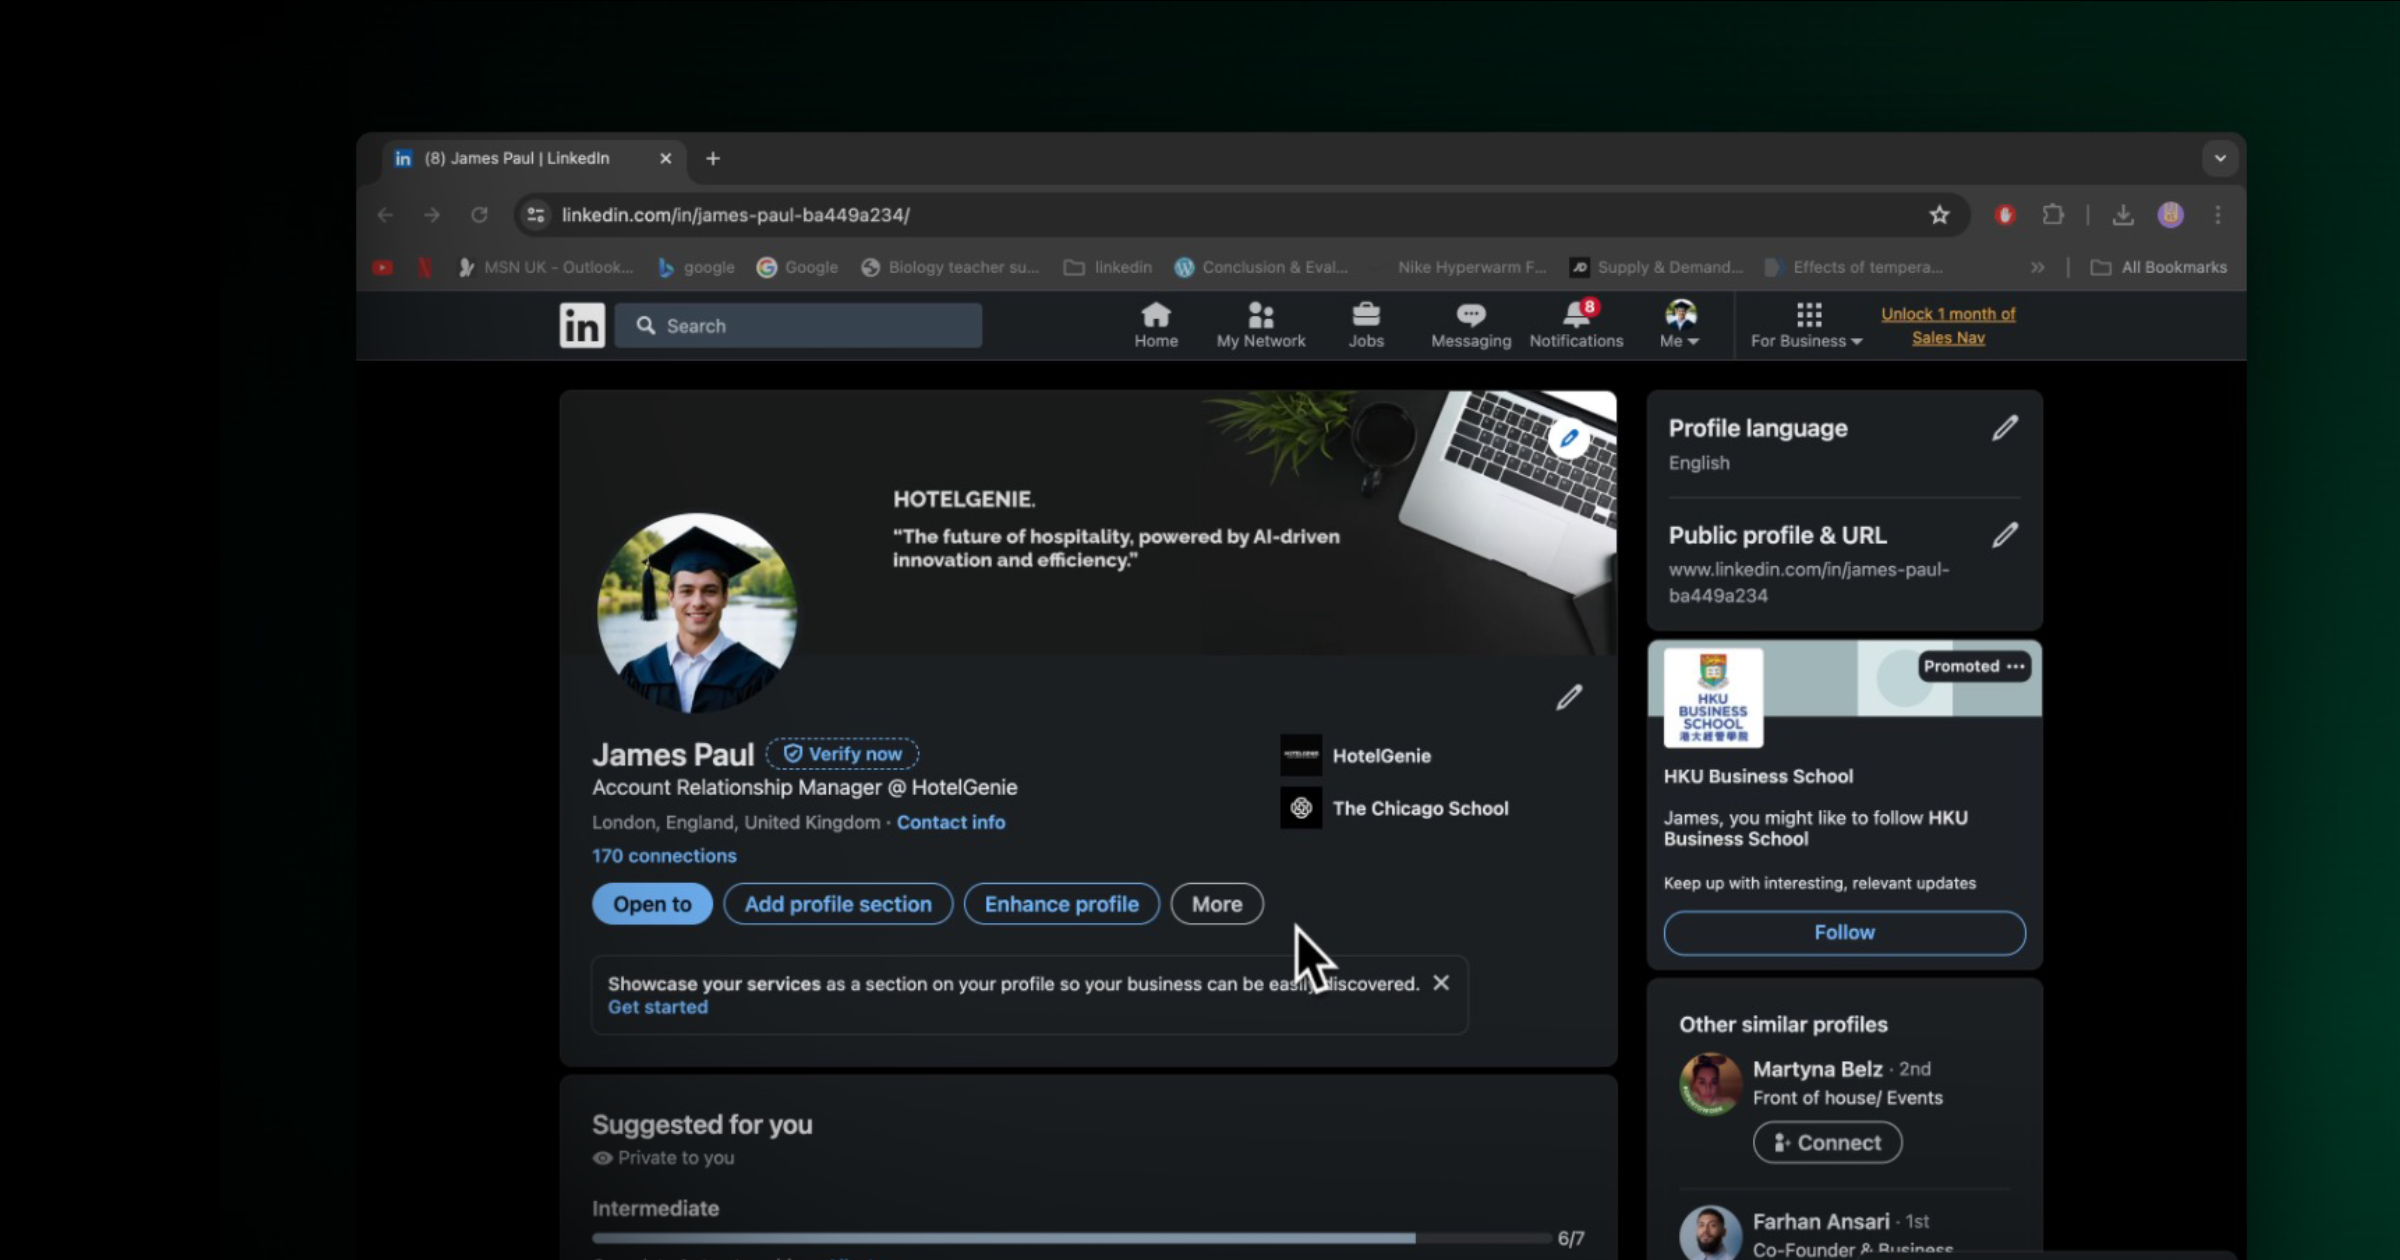 (8) James Paul | LinkedIn
linkedin.com/in/james-paul-ba449a234/
MSN UK - Outlook...
google
Google
Biology teacher su...
linkedin
Conclusion & Eval...
Nike Hyperwarm F...
Supply & Demand...
Effects of tempera...
All Bookmarks
in
Search
Home
My Network
Jobs
Messaging
8
Notifications
Me
For Business
Unlock 1 month of
Sales Nav
HOTELGENIE.
"The future of hospitality, powered by AI-driven
innovation and efficiency."
James Paul
Verify now
Account Relationship Manager @ HotelGenie
London, England, United Kingdom · Contact info
170 connections
HotelGenie
The Chicago School
Open to
Add profile section
Enhance profile
More
Showcase your services as a section on your profile so your business can be easily discovered.
Get started
Suggested for you
Private to you
Intermediate
6/7
Profile language
English
Public profile & URL
www.linkedin.com/in/james-paul-
ba449a234
Promoted
HKU
BUSINESS
SCHOOL
港大經管學院
HKU Business School
James, you might like to follow HKU
Business School
Keep up with interesting, relevant updates
Follow
Other similar profiles
Martyna Belz · 2nd
Front of house/ Events
Connect
Farhan Ansari · 1st
Co-Founder & Business